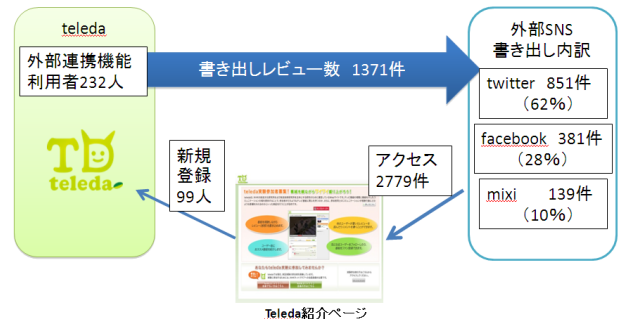 teleda
外部連携機能
利用者232人
書き出しレビュー数 1371件
外部SNS
書き出し内訳
twitter 851件
（62%）
facebook 381件
（28%）
mixi 139件
（10%）
アクセス
2779件
新規
登録
99人
TD
teleda
Teleda紹介ページ